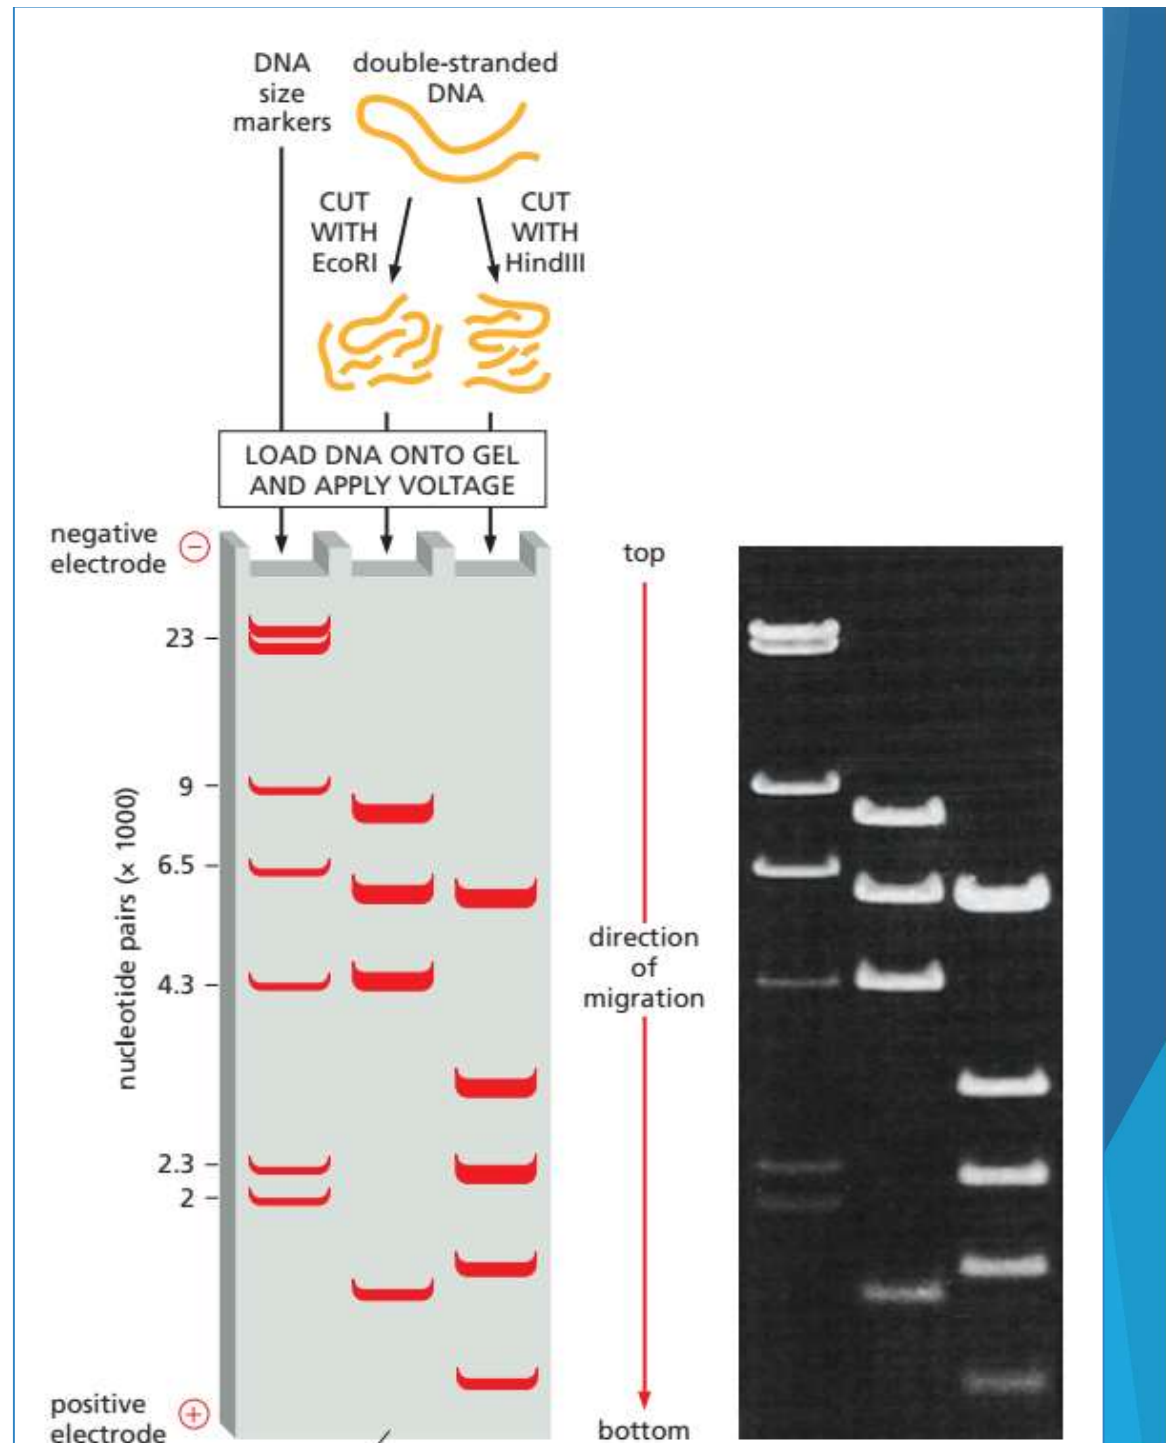 DNA
size
markers
double-stranded
DNA
CUT
WITH
EcoRI
CUT
WITH
HindIII
LOAD DNA ONTO GEL
AND APPLY VOLTAGE
negative
electrode
−
top
23
9
6.5
4.3
2.3
2
nucleotide pairs (× 1000)
direction
of
migration
positive
electrode
+
bottom